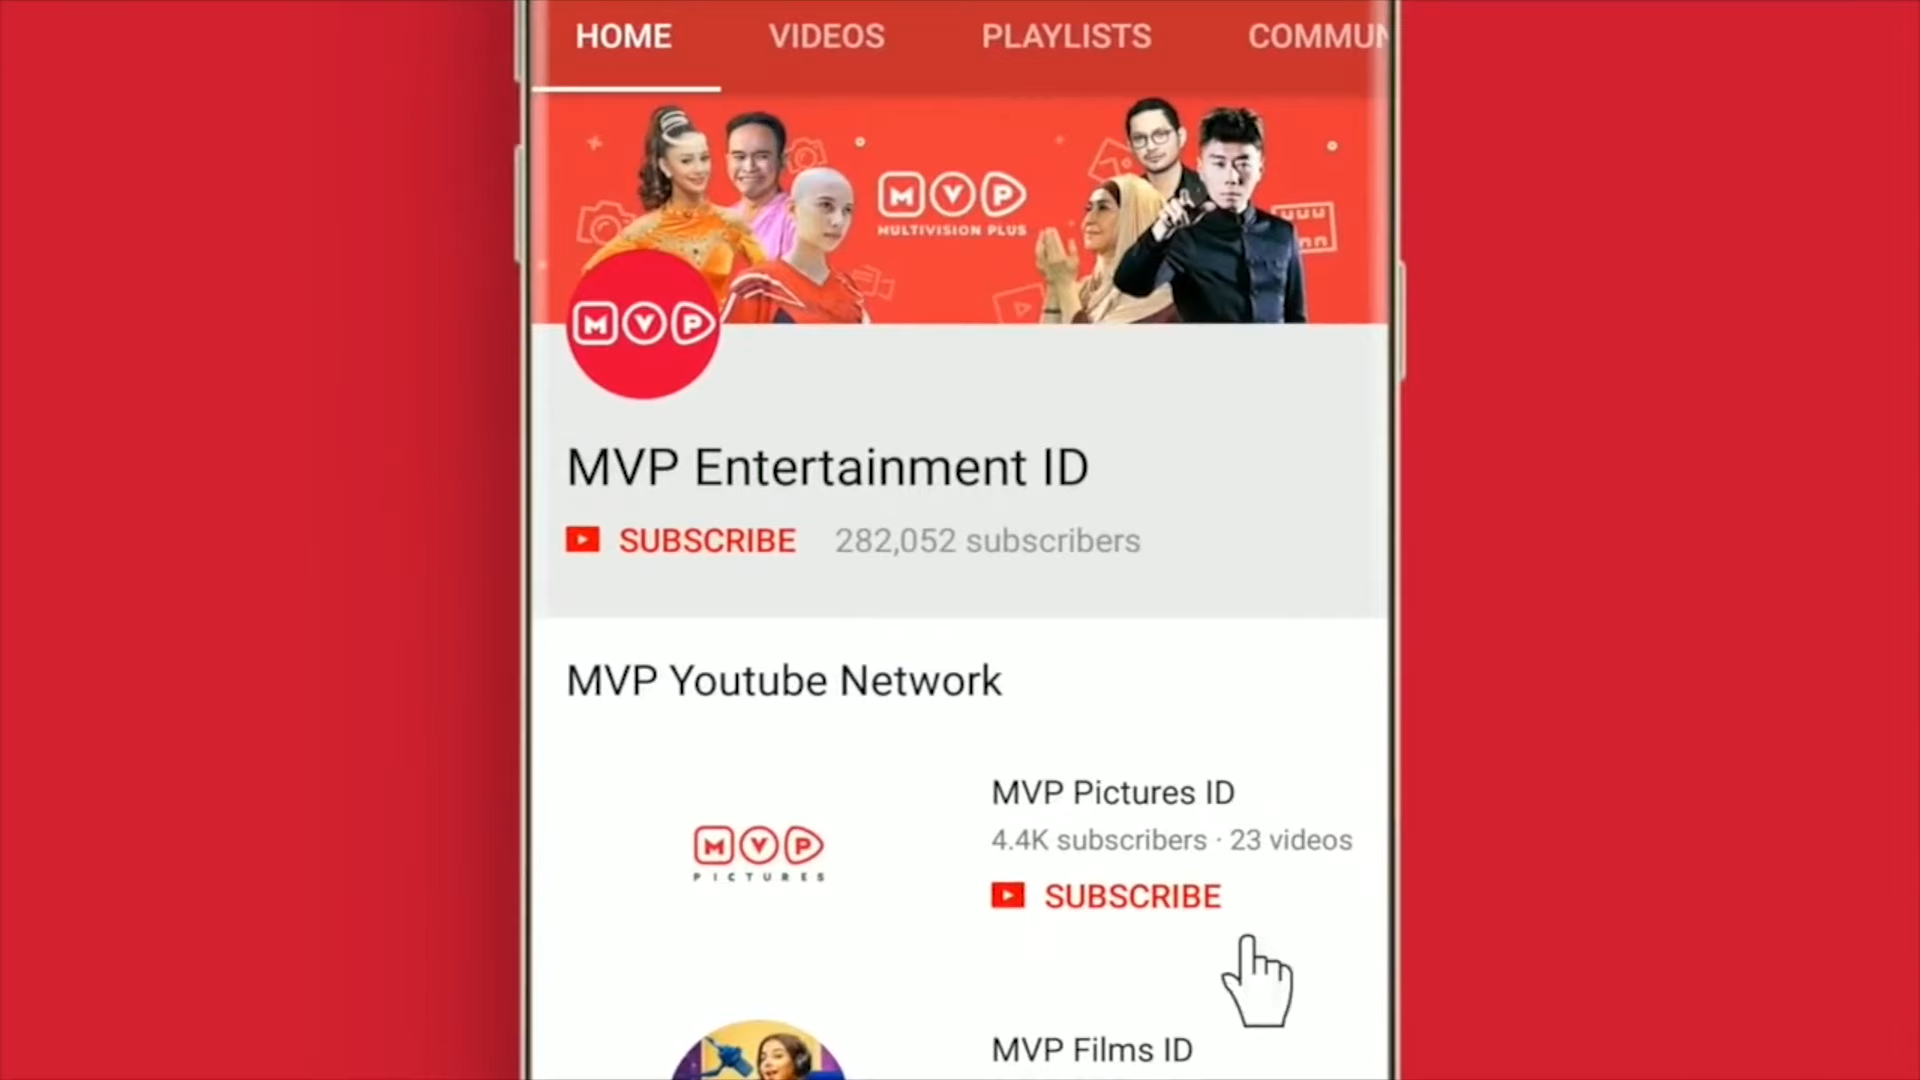 HOME VIDEOS PLAYLISTS COMMUN
MVP
MULTIVISION PLUS
MVP
MVP Entertainment ID
SUBSCRIBE 282,052 subscribers
MVP Youtube Network
MVP Pictures ID
4.4K subscribers · 23 videos
MVP
PICTURES
SUBSCRIBE
MVP Films ID